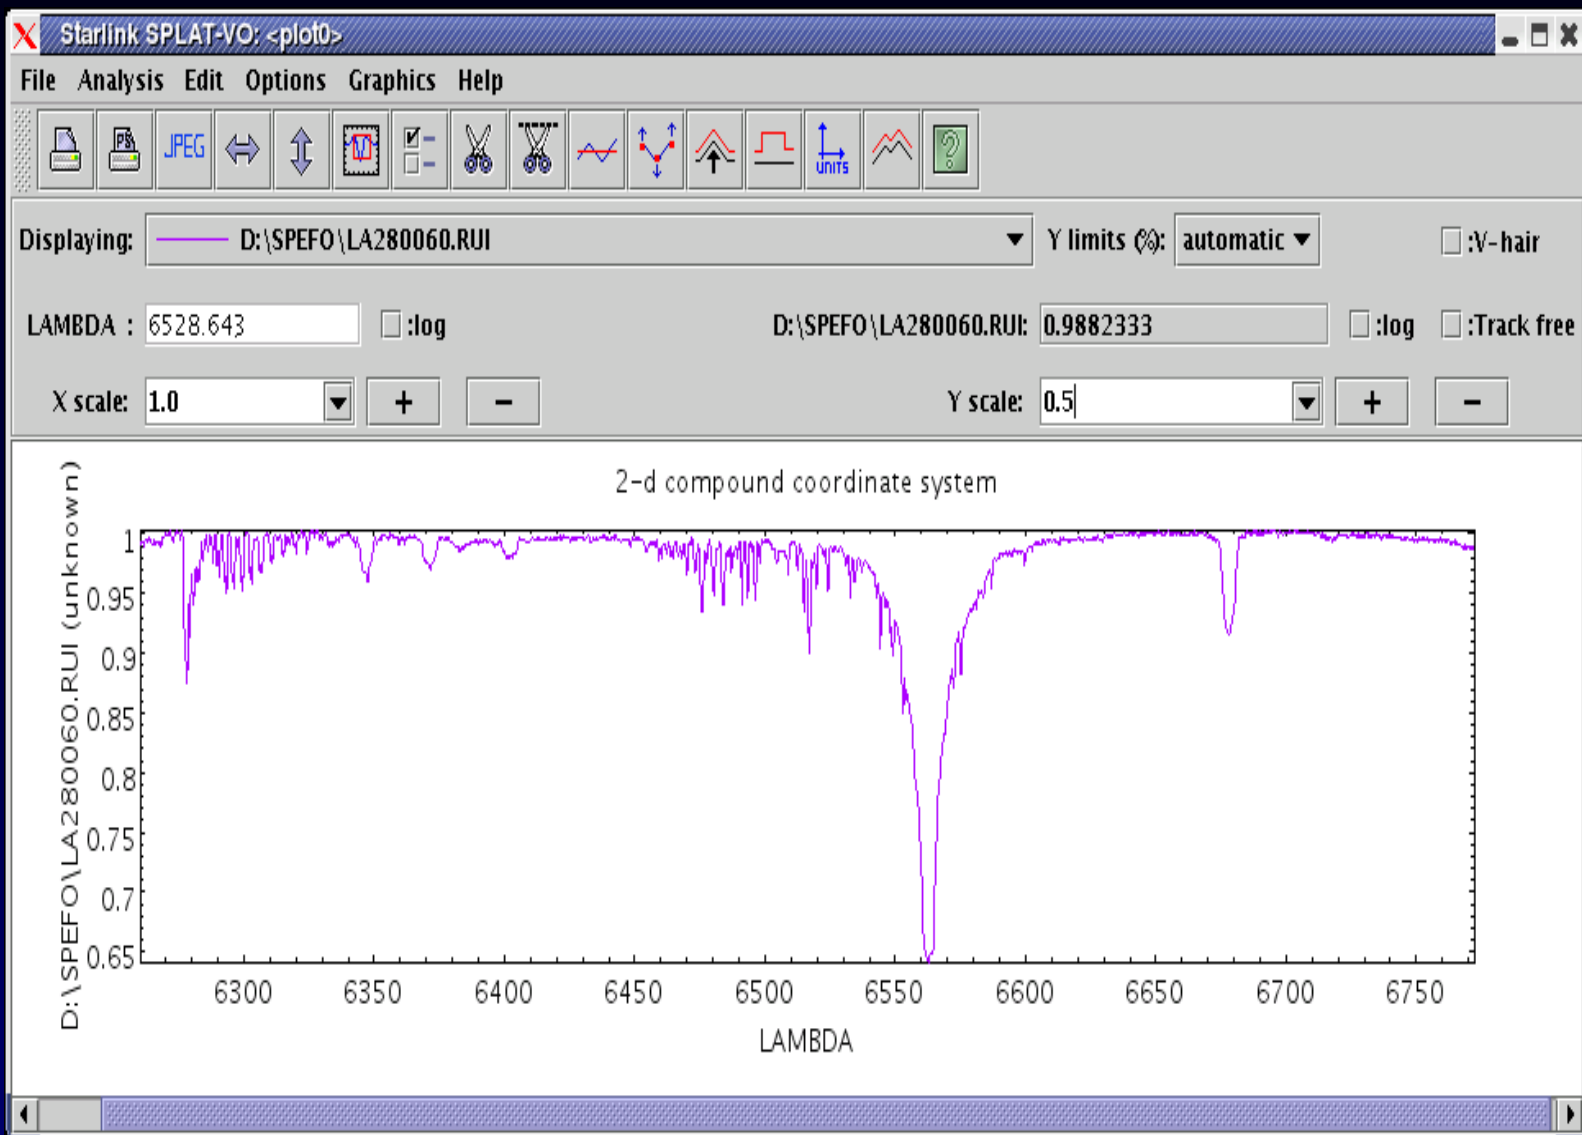 Starlink SPLAT-VO: <plot0>
File Analysis Edit Options Graphics Help
PS JPEG UNITS ?
Displaying: D:\SPEFO\LA280060.RUI Y limits (%): automatic :V-hair
LAMBDA : 6528.643 :log D:\SPEFO\LA280060.RUI: 0.9882333 :log :Track free
X scale: 1.0 + − Y scale: 0.5 + −
2-d compound coordinate system
D:\SPEFO\LA280060.RUI (unknown)
1
0.95
0.9
0.85
0.8
0.75
0.7
0.65
6300 6350 6400 6450 6500 6550 6600 6650 6700 6750
LAMBDA